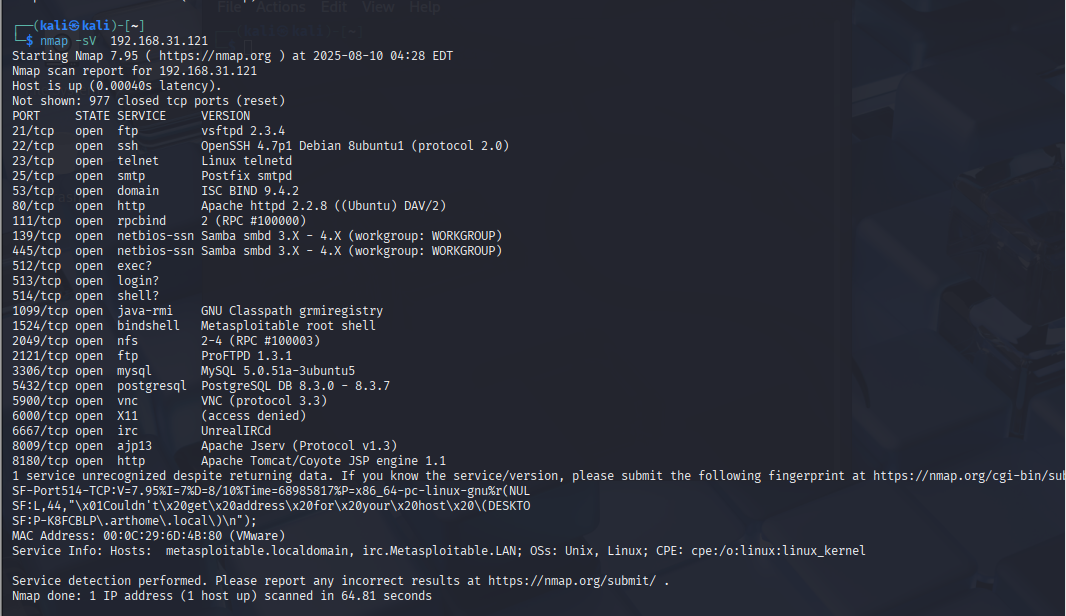 File Actions Edit View Help
┌──(kali㉿kali)-[~]
└─$ nmap -sV 192.168.31.121
Starting Nmap 7.95 ( https://nmap.org ) at 2025-08-10 04:28 EDT
Nmap scan report for 192.168.31.121
Host is up (0.00040s latency).
Not shown: 977 closed tcp ports (reset)
PORT     STATE SERVICE     VERSION
21/tcp   open  ftp         vsftpd 2.3.4
22/tcp   open  ssh         OpenSSH 4.7p1 Debian 8ubuntu1 (protocol 2.0)
23/tcp   open  telnet      Linux telnetd
25/tcp   open  smtp        Postfix smtpd
53/tcp   open  domain      ISC BIND 9.4.2
80/tcp   open  http        Apache httpd 2.2.8 ((Ubuntu) DAV/2)
111/tcp  open  rpcbind     2 (RPC #100000)
139/tcp  open  netbios-ssn Samba smbd 3.X - 4.X (workgroup: WORKGROUP)
445/tcp  open  netbios-ssn Samba smbd 3.X - 4.X (workgroup: WORKGROUP)
512/tcp  open  exec?
513/tcp  open  login?
514/tcp  open  shell?
1099/tcp open  java-rmi    GNU Classpath grmiregistry
1524/tcp open  bindshell   Metasploitable root shell
2049/tcp open  nfs         2-4 (RPC #100003)
2121/tcp open  ftp         ProFTPD 1.3.1
3306/tcp open  mysql       MySQL 5.0.51a-3ubuntu5
5432/tcp open  postgresql  PostgreSQL DB 8.3.0 - 8.3.7
5900/tcp open  vnc         VNC (protocol 3.3)
6000/tcp open  X11         (access denied)
6667/tcp open  irc         UnrealIRCd
8009/tcp open  ajp13       Apache Jserv (Protocol v1.3)
8180/tcp open  http        Apache Tomcat/Coyote JSP engine 1.1
1 service unrecognized despite returning data. If you know the service/version, please submit the following fingerprint at https://nmap.org/cgi-bin/sub
SF-Port514-TCP:V=7.95%I=7%D=8/10%Time=68985817%P=x86_64-pc-linux-gnu%r(NUL
SF:L,44,"\x01Couldn't\x20get\x20address\x20for\x20your\x20host\x20\(DESKTO
SF:P-K8FCBLP\.arthome\.local\)\n");
MAC Address: 00:0C:29:6D:4B:80 (VMware)
Service Info: Hosts:  metasploitable.localdomain, irc.Metasploitable.LAN; OSs: Unix, Linux; CPE: cpe:/o:linux:linux_kernel
Service detection performed. Please report any incorrect results at https://nmap.org/submit/ .
Nmap done: 1 IP address (1 host up) scanned in 64.81 seconds